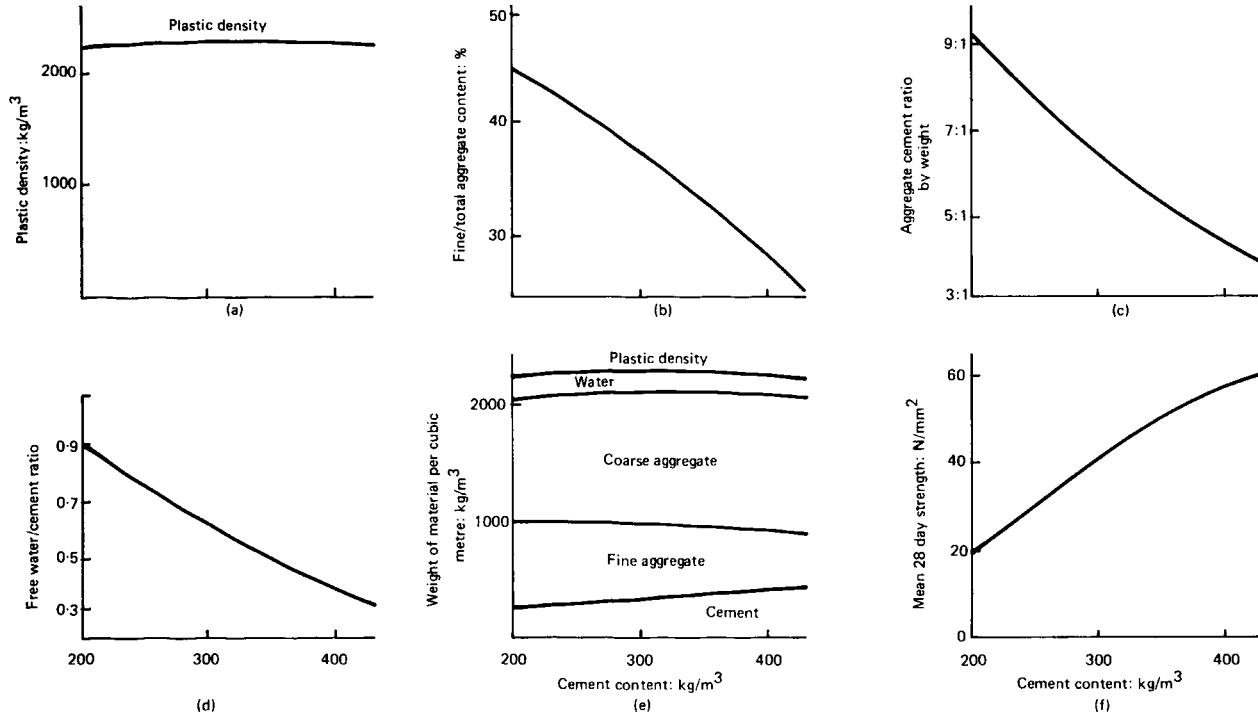 Plastic density
2000
1000
Plastic density:kg/m3
(a)
50
40
30
Fine/total aggregate content: %
(b)
9:1
7:1
5:1
3:1
Aggregate cement ratio
by weight
(c)
0·9
0·7
0·5
0·3
Free water/cement ratio
200 300 400
(d)
Plastic density
Water
Coarse aggregate
Fine aggregate
Cement
2000
1000
Weight of material per cubic
metre: kg/m3
200 300 400
Cement content: kg/m3
(e)
60
40
20
0
Mean 28 day strength: N/mm2
200 300 400
Cement content: kg/m3
(f)